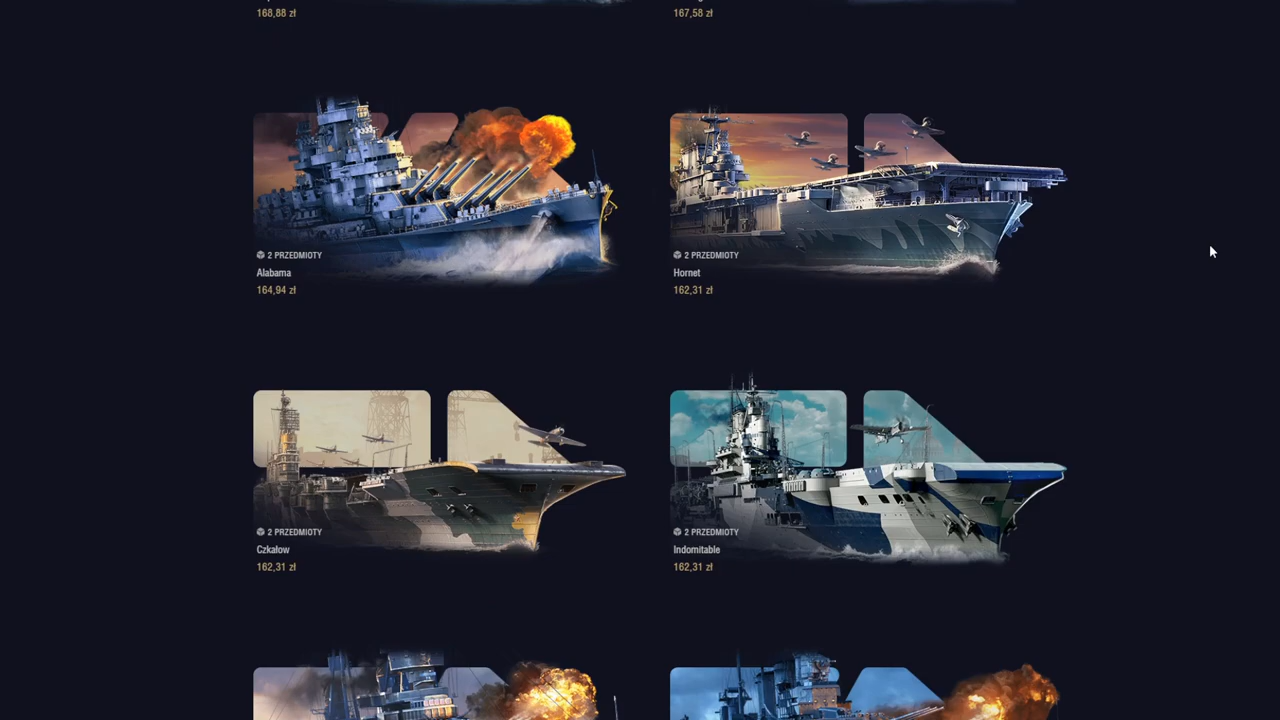 168,88 zł
167,58 zł
2 PRZEDMIOTY
Alabama
164,94 zł
2 PRZEDMIOTY
Hornet
162,31 zł
2 PRZEDMIOTY
Czkałow
162,31 zł
2 PRZEDMIOTY
Indomitable
162,31 zł